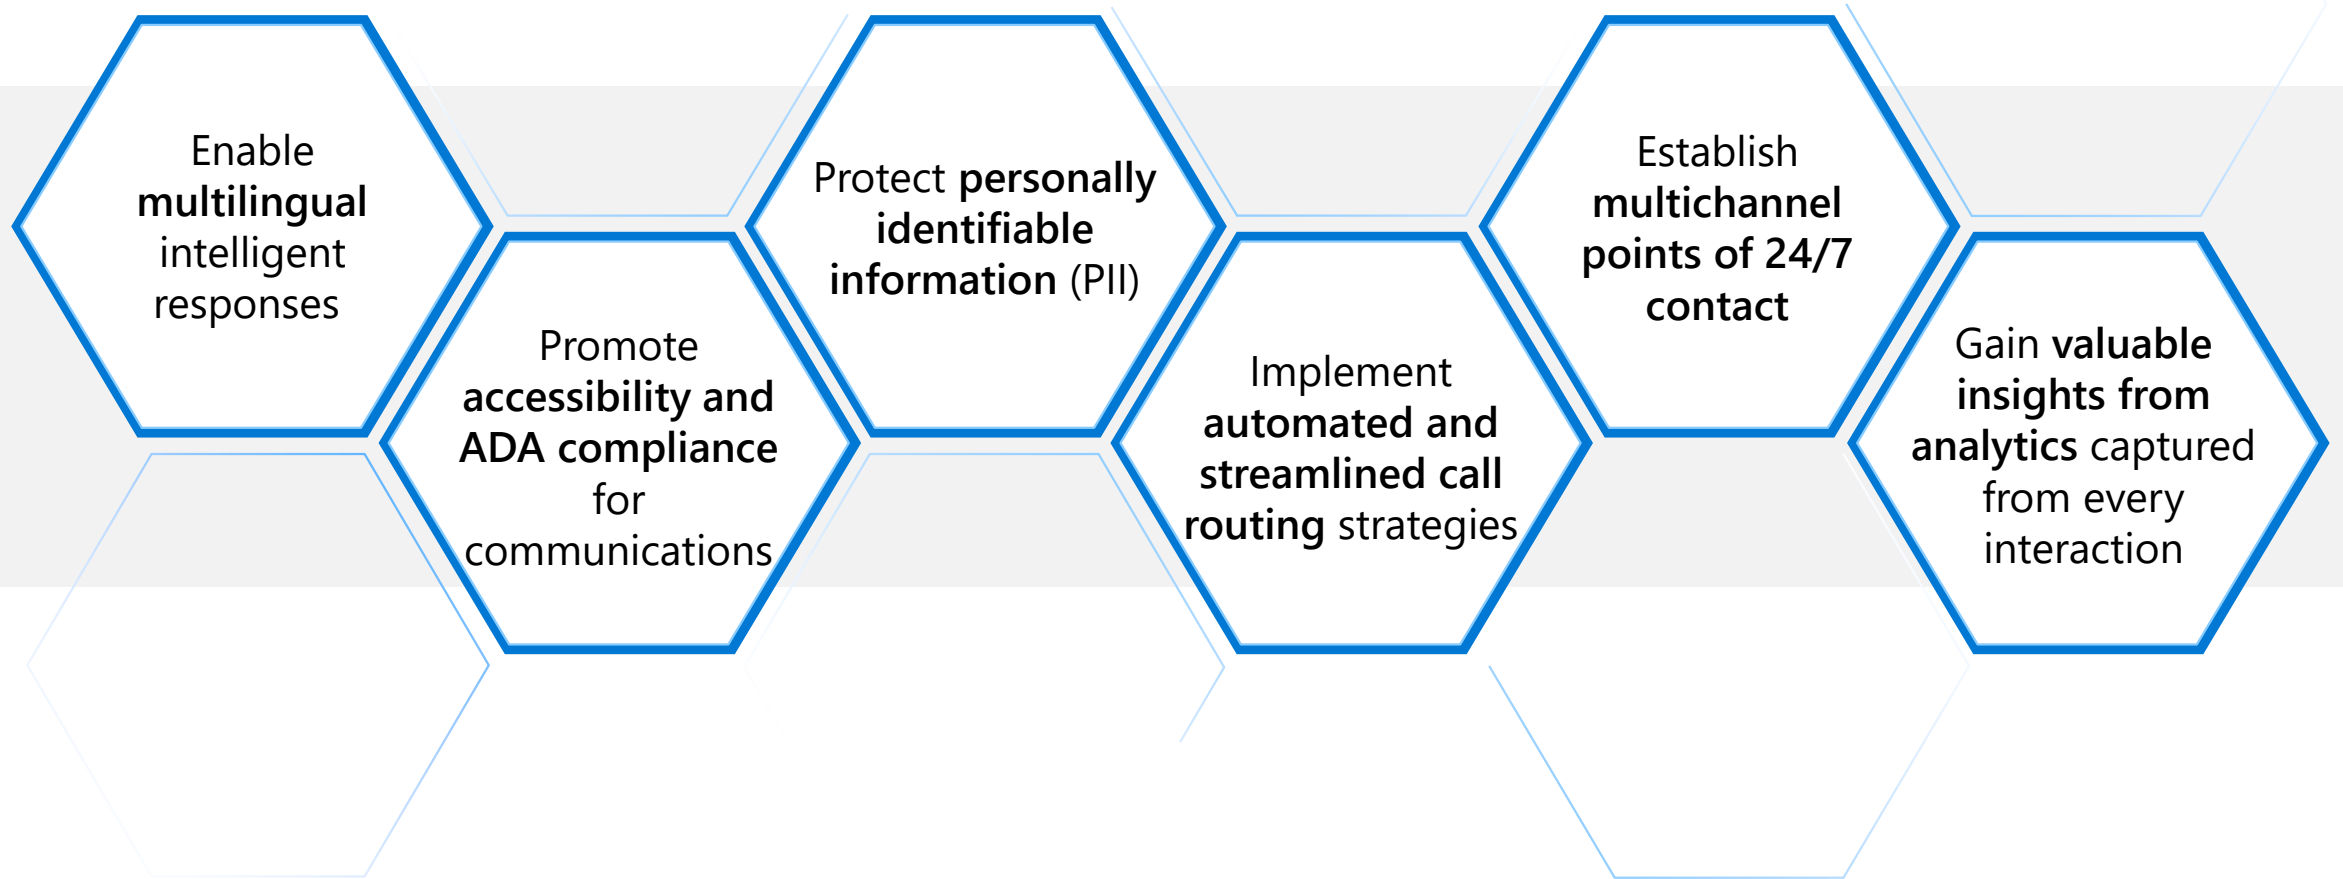 Enable
multilingual
intelligent
responses
Promote
accessibility and
ADA compliance
for
communications
Protect personally
identifiable
information (PII)
Implement
automated and
streamlined call
routing strategies
Establish
multichannel
points of 24/7
contact
Gain valuable
insights from
analytics captured
from every
interaction